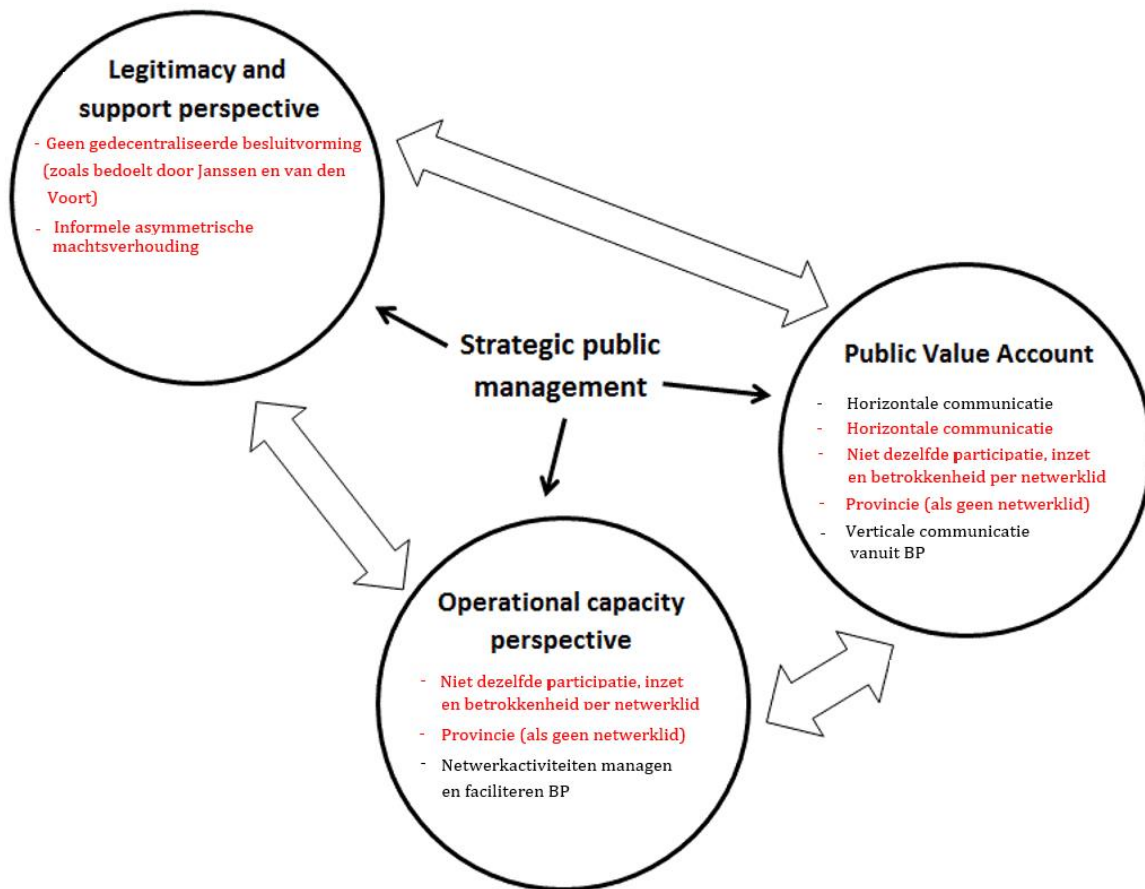 Legitimacy and
support perspective
- Geen gedecentraliseerde besluitvorming
(zoals bedoelt door Janssen en van den
Voort)
- Informele asymmetrische
machtsverhouding
Strategic public
management
Public Value Account
- Horizontale communicatie
- Horizontale communicatie
- Niet dezelfde participatie, inzet
en betrokkenheid per netwerklid
- Provincie (als geen netwerklid)
- Verticale communicatie
vanuit BP
Operational capacity
perspective
- Niet dezelfde participatie, inzet
en betrokkenheid per netwerklid
- Provincie (als geen netwerklid)
- Netwerkactiviteiten managen
en faciliteren BP